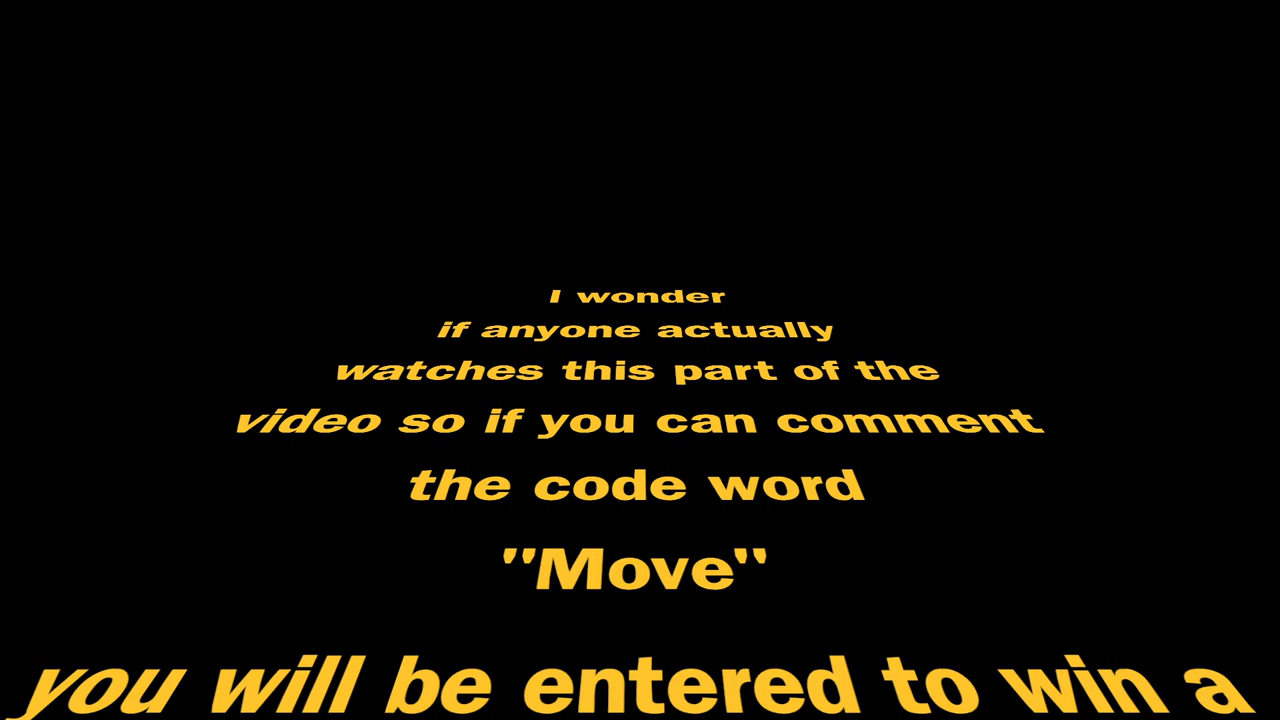 I wonder
if anyone actually
watches this part of the
video so if you can comment
the code word
"Move"
you will be entered to win a